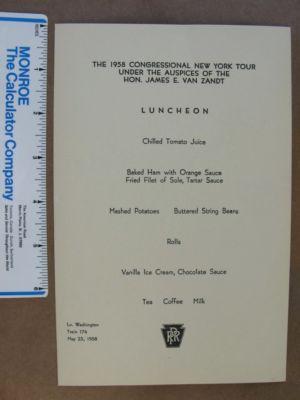 THE 1958 CONGRESSIONAL NEW YORK TOUR
UNDER THE AUSPICES OF THE
HON. JAMES E. VAN ZANDT
LUNCHEON
Chilled Tomato Juice
Baked Ham with Orange Sauce
Fried Filet of Sole, Tartar Sauce
Mashed Potatoes Buttered String Beans
Rolls
Vanilla Ice Cream, Chocolate Sauce
Tea Coffee Milk
Lv. Washington
Train 174
May 23, 1958
PRR
MONROE
The Calculator Company